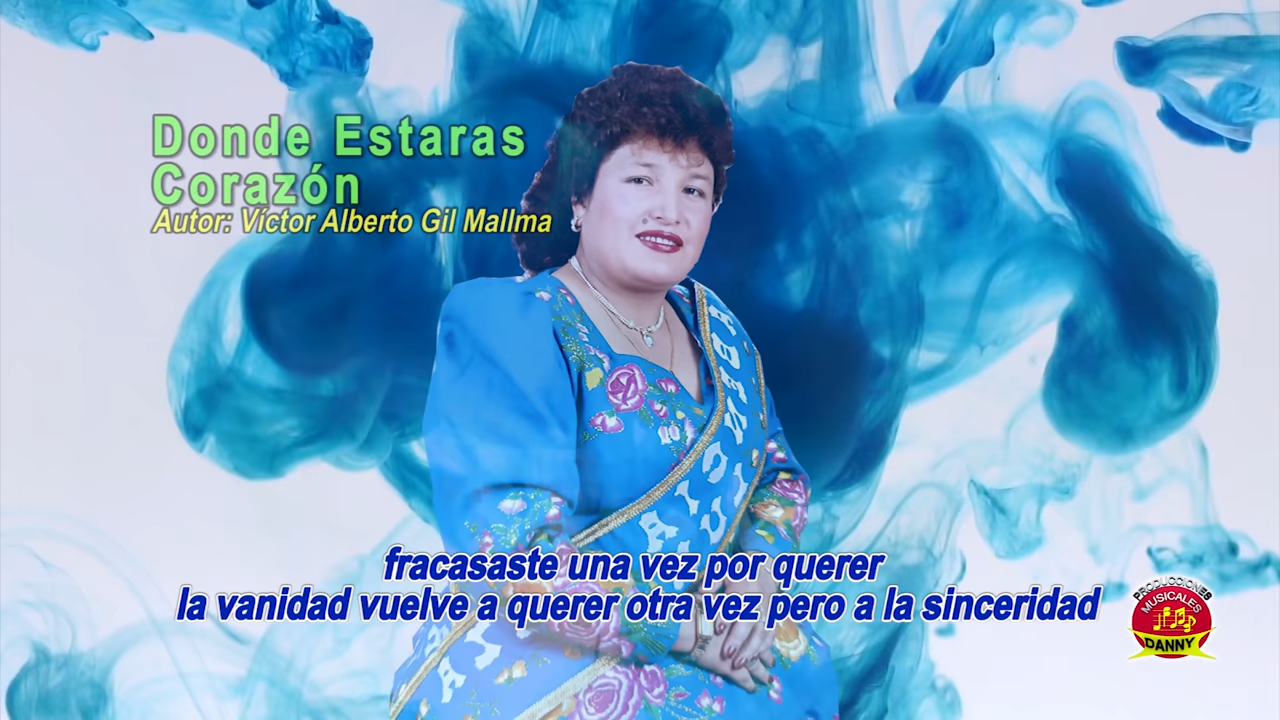 Donde Estaras
Corazón
Autor: Víctor Alberto Gil Mallma
fracasaste una vez por querer
la vanidad vuelve a querer otra vez pero a la sinceridad
PRODUCCIONES
MUSICALES
DANNY